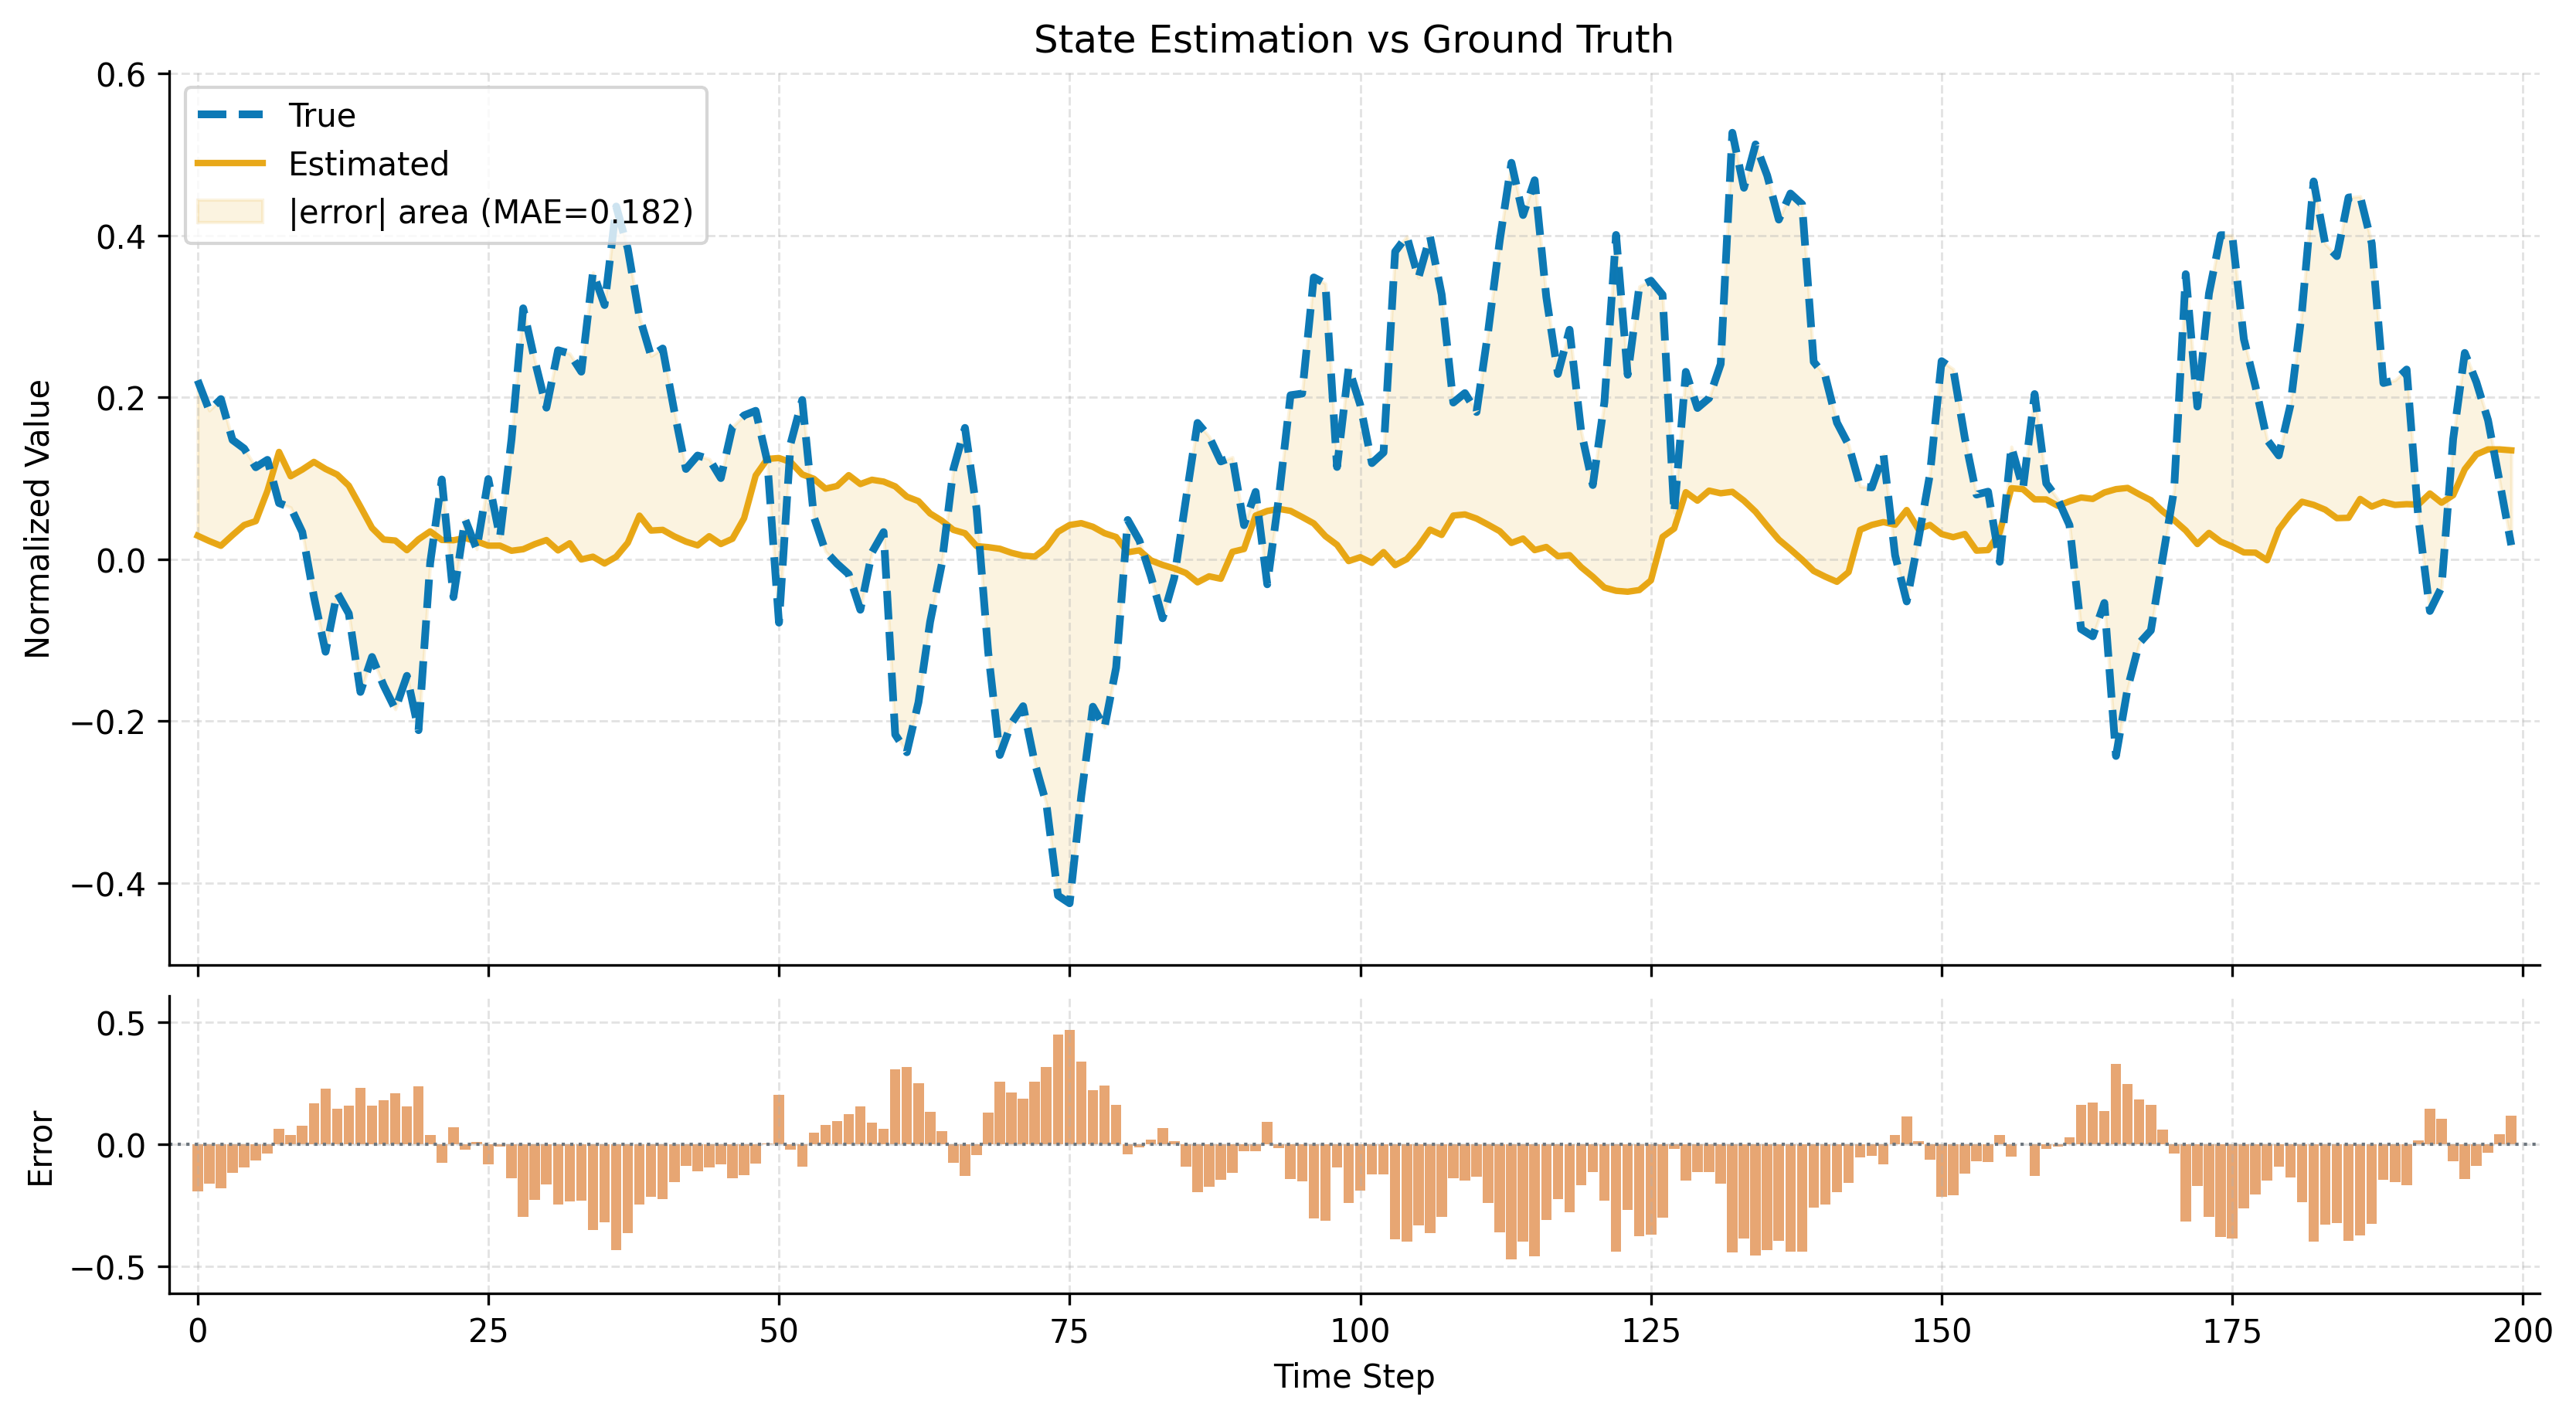 State Estimation vs Ground Truth
0.6
0.4
0.2
0.0
−0.2
−0.4
Normalized Value
True
Estimated
|error| area (MAE=0.182)
0.5
0.0
−0.5
Error
0 25 50 75 100 125 150 175 200
Time Step